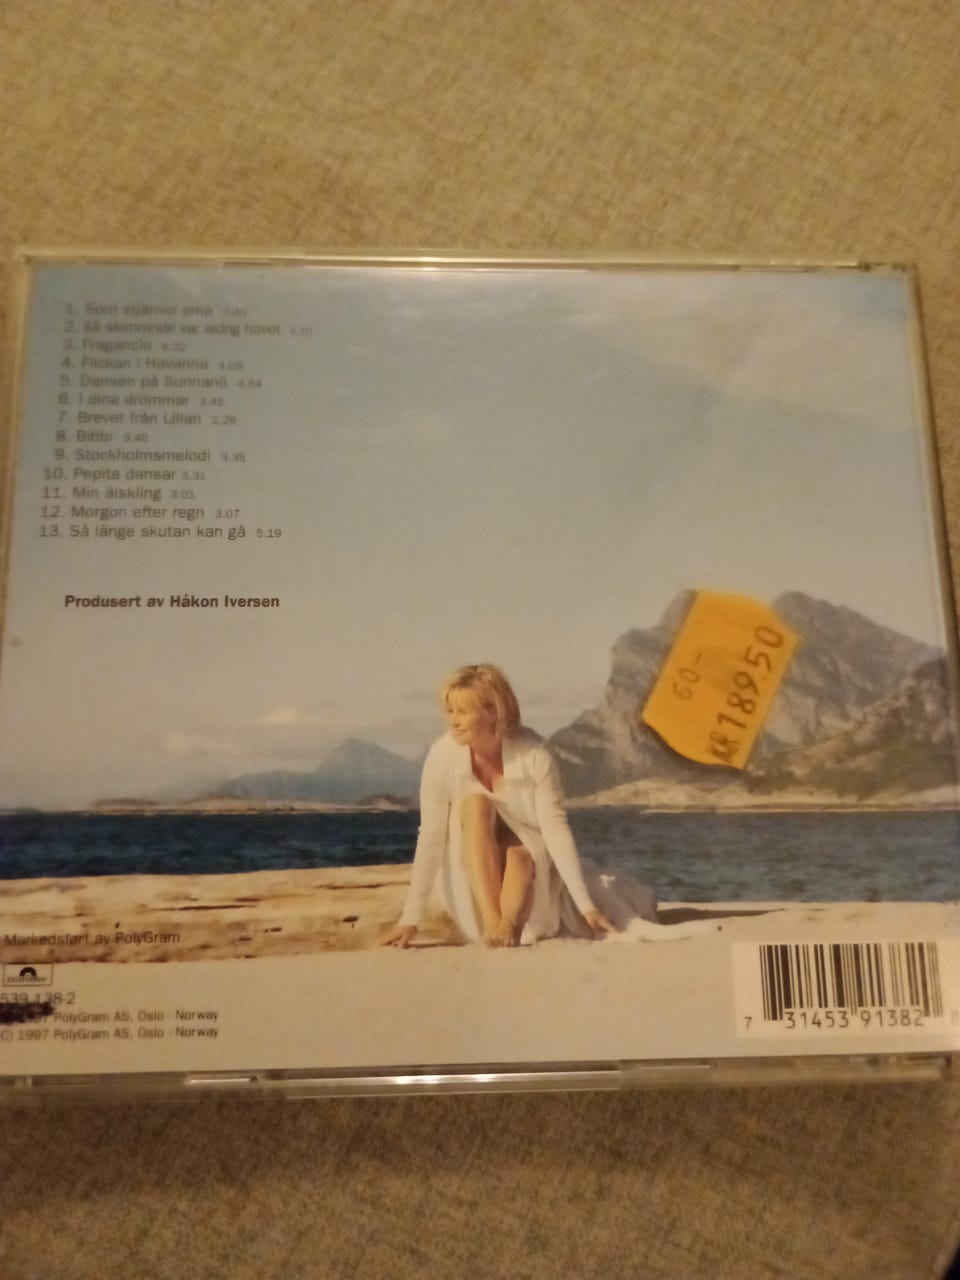 1. Som stjärnor små 3.40
2. Så skimrande var aldrig havet 4.10
3. Fragancia 4.22
4. Flickan i Havanna 4.09
5. Dansen på Sunnanö 4.54
6. I dina drömmar 3.45
7. Brevet från Lillan 2.29
8. Bibbi 3.40
9. Stockholmsmelodi 3.35
10. Pepita dansar 3.31
11. Min älskling 3.01
12. Morgon efter regn 3.07
13. Så länge skutan kan gå 5.19
Produsert av Håkon Iversen
60-
KR 189.50
Markedsført av PolyGram
Polydor
539 138-2
PolyGram AS, Oslo - Norway
(C) 1997 PolyGram AS, Oslo - Norway
7 31453 91382 0